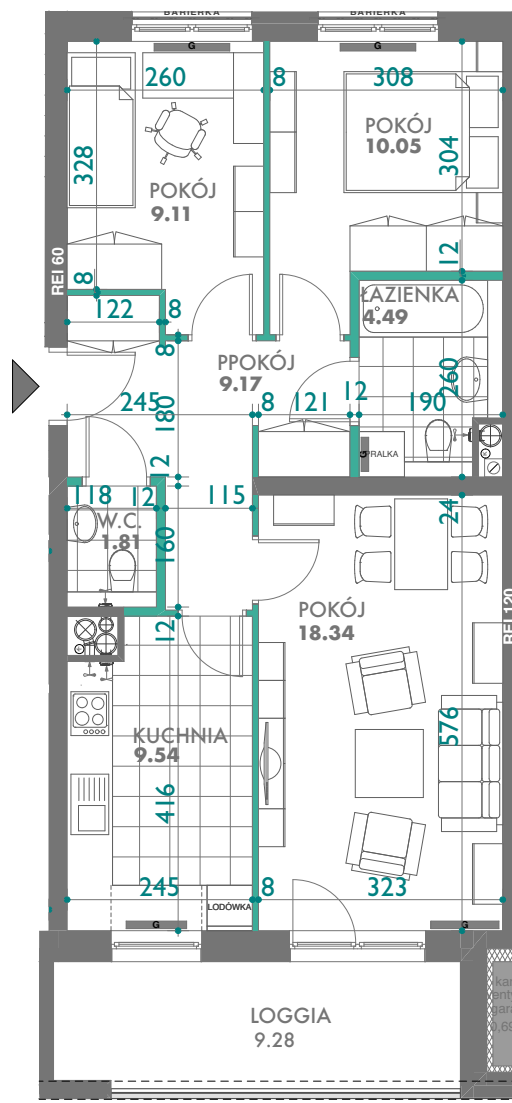 BARIERKA
BARIERKA
G
G
260
8
308
POKÓJ
10.05
POKÓJ
9.11
328
304
REI 60
8
12
122
8
ŁAZIENKA
4.49
8
PPOKÓJ
9.17
260
245
180
8
121
12
190
G
PRALKA
12
118
12
115
24
W.C.
1.81
160
POKÓJ
18.34
REI 120
12
KUCHNIA
9.54
576
416
245
8
323
LODÓWKA
G
G
LOGGIA
9.28